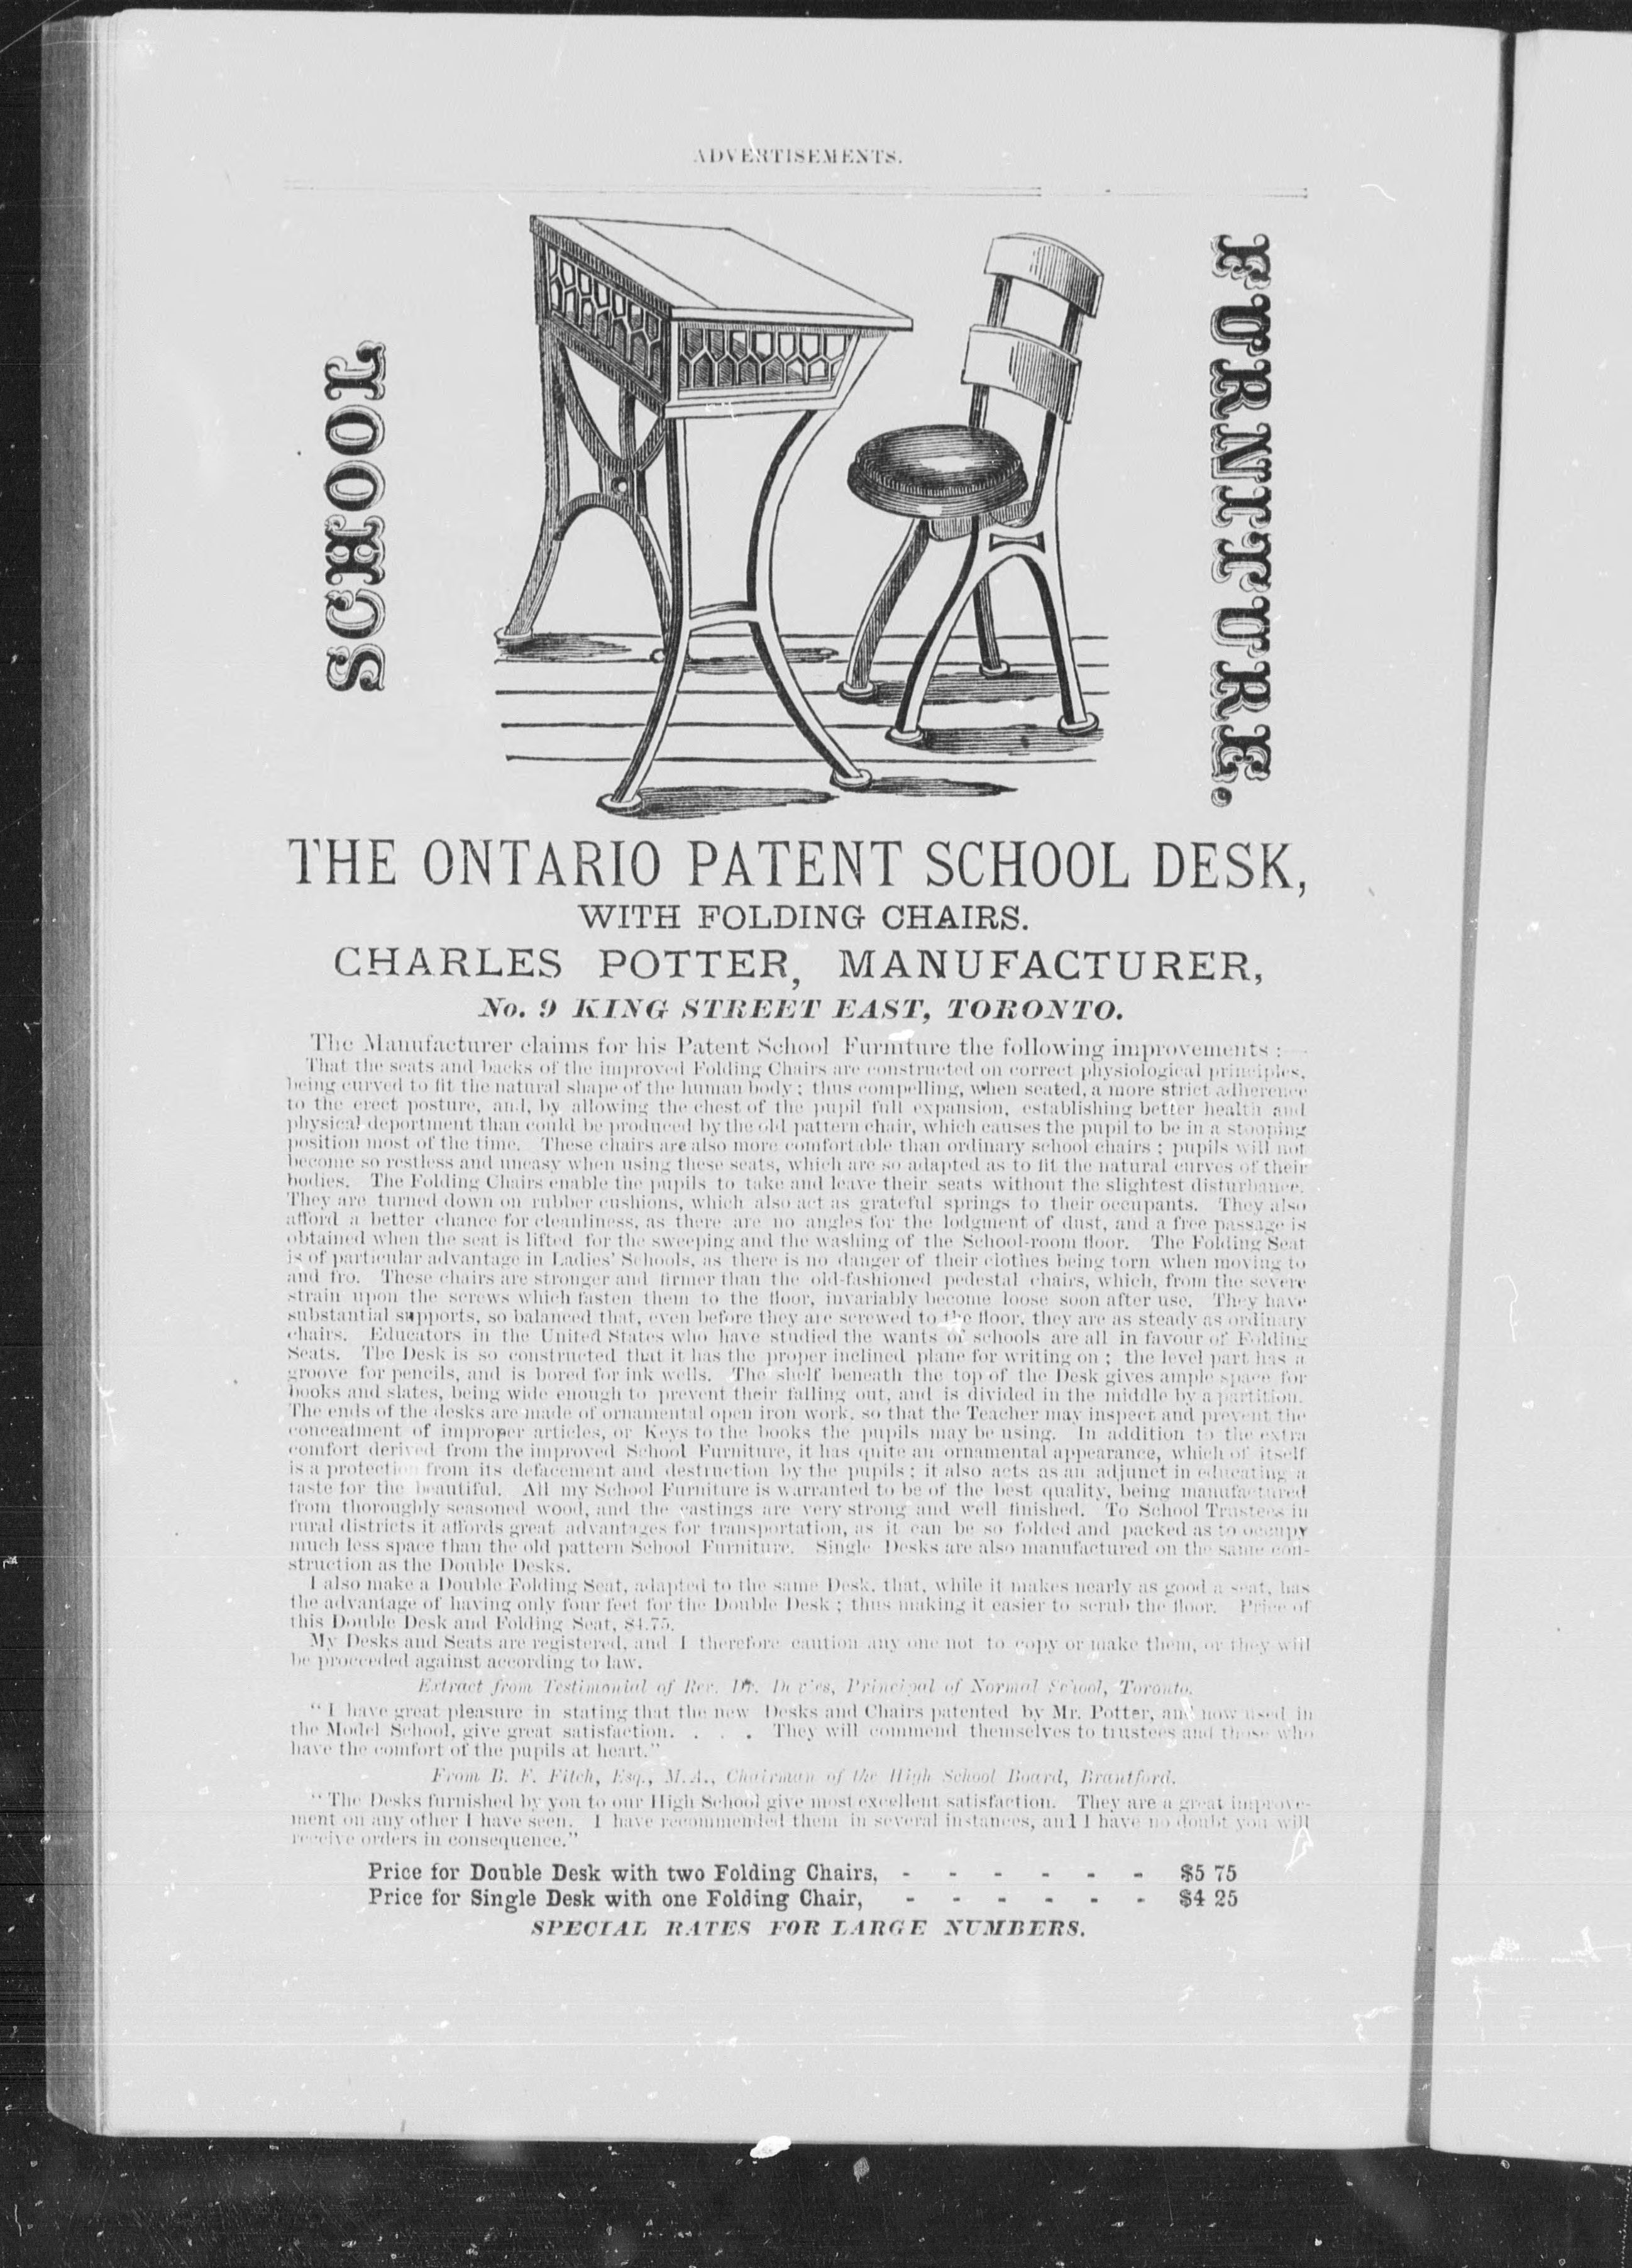 ADVERTISEMENTS.
SCHOOL
FURNITURE.
THE ONTARIO PATENT SCHOOL DESK,
WITH FOLDING CHAIRS.
CHARLES POTTER, MANUFACTURER,
No. 9 KING STREET EAST, TORONTO.
The Manufacturer claims for his Patent School Furniture the following improvements :—
That the seats and backs of the improved Folding Chairs are constructed on correct physiological principles,
being curved to fit the natural shape of the human body ; thus compelling, when seated, a more strict adherence
to the erect posture, and, by allowing the chest of the pupil full expansion, establishing better health and
physical deportment than could be produced by the old pattern chair, which causes the pupil to be in a stooping
position most of the time. These chairs are also more comfortable than ordinary school chairs ; pupils will not
become so restless and uneasy when using these seats, which are so adapted as to fit the natural curves of their
bodies. The Folding Chairs enable the pupils to take and leave their seats without the slightest disturbance.
They are turned down on rubber cushions, which also act as grateful springs to their occupants. They also
afford a better chance for cleanliness, as there are no angles for the lodgment of dust, and a free passage is
obtained when the seat is lifted for the sweeping and the washing of the School-room floor. The Folding Seat
is of particular advantage in Ladies' Schools, as there is no danger of their clothes being torn when moving to
and fro. These chairs are stronger and firmer than the old-fashioned pedestal chairs, which, from the severe
strain upon the screws which fasten them to the floor, invariably become loose soon after use. They have
substantial supports, so balanced that, even before they are screwed to the floor, they are as steady as ordinary
chairs. Educators in the United States who have studied the wants of schools are all in favour of Folding
Seats. The Desk is so constructed that it has the proper inclined plane for writing on ; the level part has a
groove for pencils, and is bored for ink wells. The shelf beneath the top of the Desk gives ample space for
books and slates, being wide enough to prevent their falling out, and is divided in the middle by a partition.
The ends of the desks are made of ornamental open iron work, so that the Teacher may inspect and prevent the
concealment of improper articles, or Keys to the books the pupils may be using. In addition to the extra
comfort derived from the improved School Furniture, it has quite an ornamental appearance, which of itself
is a protection from its defacement and destruction by the pupils ; it also acts as an adjunct in educating a
taste for the beautiful. All my School Furniture is warranted to be of the best quality, being manufactured
from thoroughly seasoned wood, and the castings are very strong and well finished. To School Trustees in
rural districts it affords great advantages for transportation, as it can be so folded and packed as to occupy
much less space than the old pattern School Furniture. Single Desks are also manufactured on the same con-
struction as the Double Desks.
I also make a Double Folding Seat, adapted to the same Desk, that, while it makes nearly as good a seat, has
the advantage of having only four feet for the Double Desk ; thus making it easier to scrub the floor. Price of
this Double Desk and Folding Seat, $4.75.
My Desks and Seats are registered, and I therefore caution any one not to copy or make them, or they will
be proceeded against according to law.
Extract from Testimonial of Rev. Dr. Davies, Principal of Normal School, Toronto.
"I have great pleasure in stating that the new Desks and Chairs patented by Mr. Potter, and now used in
the Model School, give great satisfaction. . . . They will commend themselves to trustees and those who
have the comfort of the pupils at heart."
From B. F. Fitch, Esq., M.A., Chairman of the High School Board, Brantford.
"The Desks furnished by you to our High School give most excellent satisfaction. They are a great improve-
ment on any other I have seen. I have recommended them in several instances, and I have no doubt you will
receive orders in consequence."
Price for Double Desk with two Folding Chairs, - - - - - - $5 75
Price for Single Desk with one Folding Chair, - - - - - - $4 25
SPECIAL RATES FOR LARGE NUMBERS.